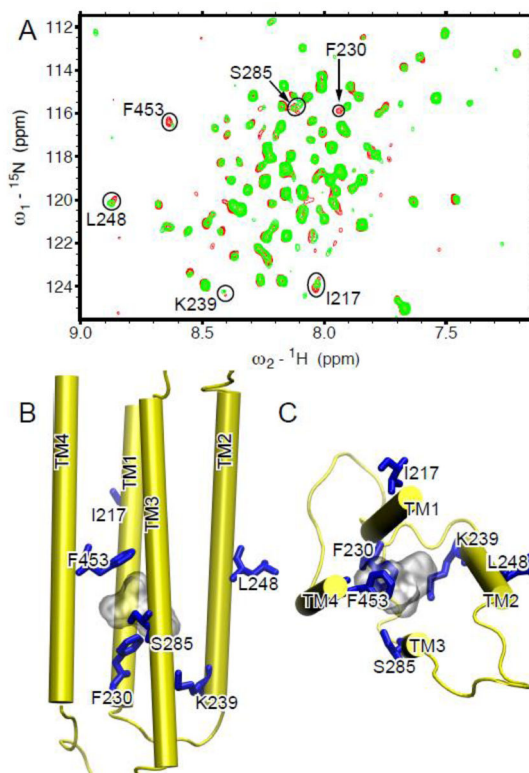 A
112
114
116
118
120
122
124
ω1 - 15N (ppm)
S285
F230
F453
L248
K239
I217
9.0
8.5
8.0
7.5
ω2 - 1H (ppm)
B
TM4
TM1
TM3
TM2
I217
F453
L248
S285
F230
K239
C
I217
TM1
F230
K239
L248
TM4
F453
TM2
TM3
S285